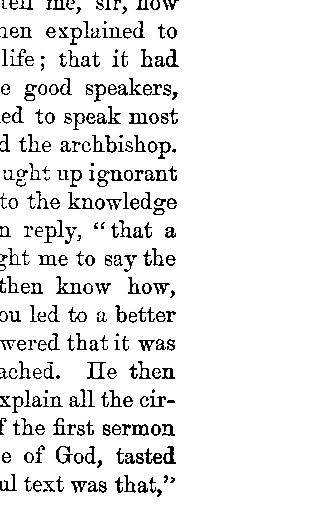 tell me, sir, how
hen explained to
life; that it had
e good speakers,
ed to speak most
d the archbishop.
ught up ignorant
to the knowledge
n reply, “that a
ght me to say the
then know how,
ou led to a better
wered that it was
ached. He then
xplain all the cir-
f the first sermon
e of God, tasted
ul text was that,”